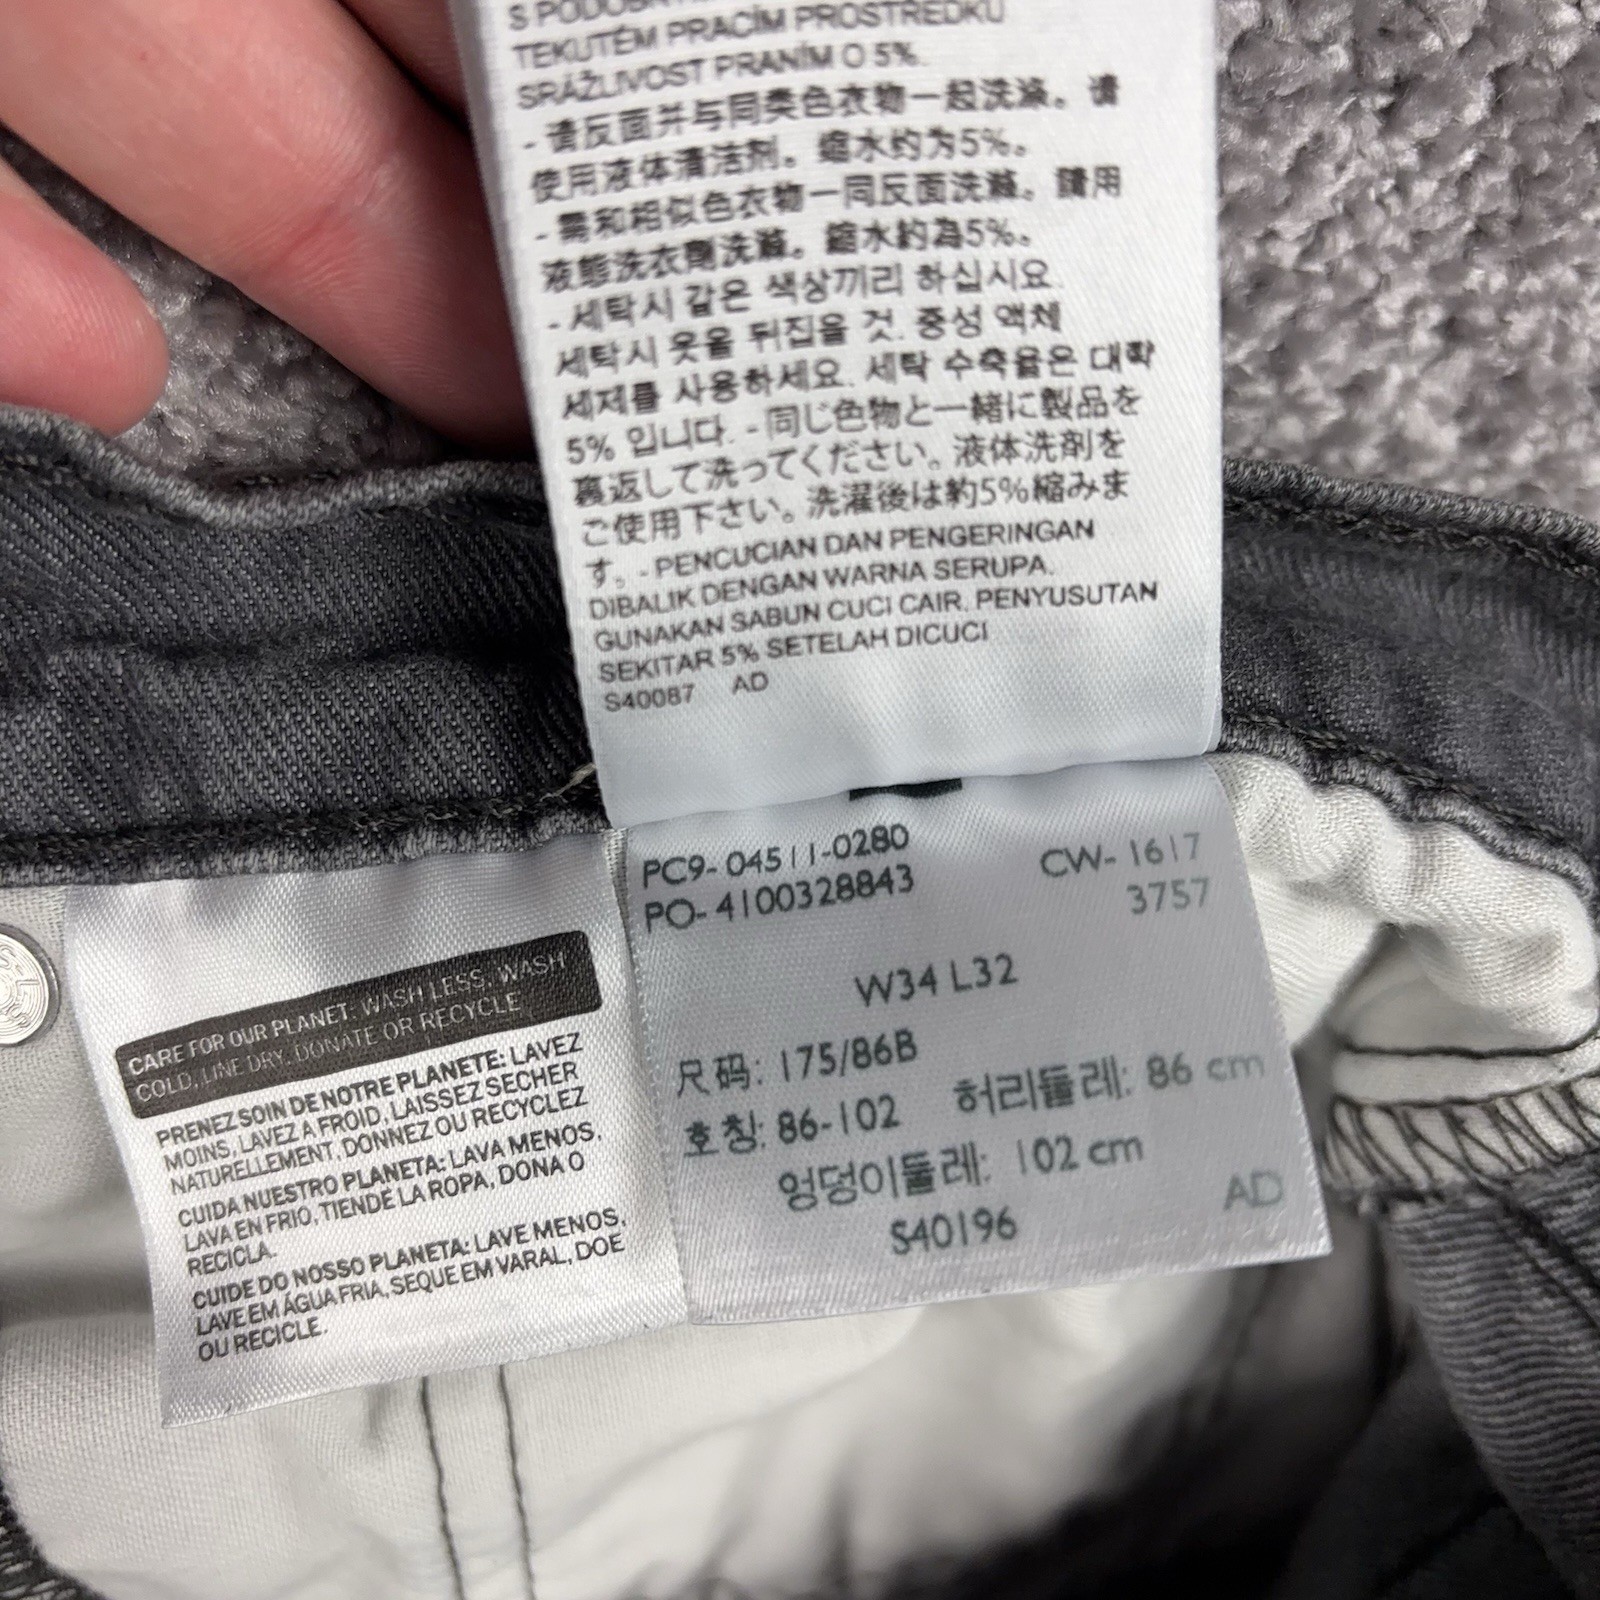 TEKUTÉM PRACÍM PROSTŘEDKU
SRÁŽLIVOST PRANÍM O 5%.
- 请反面并与同类色衣物一起洗涤。请
使用液体清洁剂。缩水约为5%。
- 需和相似色衣物一同反面洗滌。請用
液態洗衣劑洗滌。縮水約為5%。
- 세탁시 같은 색상끼리 하십시요.
세탁시 옷을 뒤집을 것. 중성 액체
세제를 사용하세요. 세탁 수축율은 대략
5% 입니다. - 同じ色物と一緒に製品を
裏返して洗ってください。液体洗剤を
ご使用下さい。洗濯後は約5%縮みま
す。- PENCUCIAN DAN PENGERINGAN
DIBALIK DENGAN WARNA SERUPA.
GUNAKAN SABUN CUCI CAIR. PENYUSUTAN
SEKITAR 5% SETELAH DICUCI
S40087 AD
CARE FOR OUR PLANET: WASH LESS, WASH
COLD, LINE DRY, DONATE OR RECYCLE
PRENEZ SOIN DE NOTRE PLANETE: LAVEZ
MOINS, LAVEZ A FROID, LAISSEZ SECHER
NATURELLEMENT, DONNEZ OU RECYCLEZ
CUIDA NUESTRO PLANETA: LAVA MENOS,
LAVA EN FRIO, TIENDE LA ROPA, DONA O
RECICLA.
CUIDE DO NOSSO PLANETA: LAVE MENOS,
LAVE EM ÁGUA FRIA, SEQUE EM VARAL, DOE
OU RECICLE.
PC9- 04511-0280 CW- 1617
PO- 4100328843 3757
W34 L32
尺码: 175/86B
호칭: 86-102 허리둘레: 86 cm
엉덩이둘레: 102 cm
S40196 AD